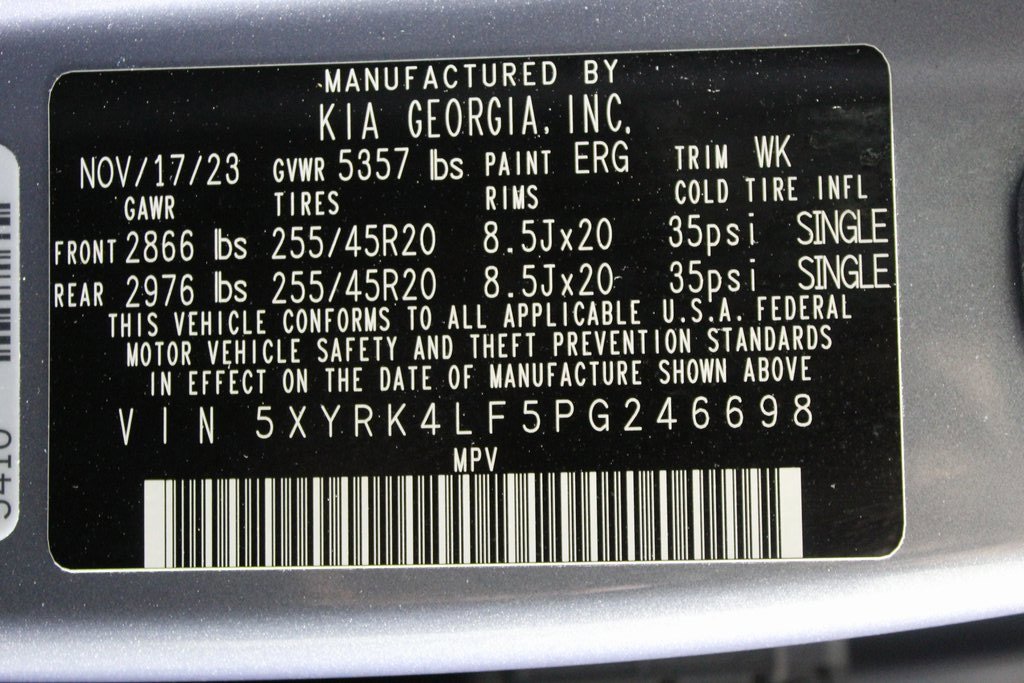 MANUFACTURED BY
KIA GEORGIA, INC.
NOV/17/23 GVWR 5357 lbs PAINT ERG TRIM WK
GAWR TIRES RIMS COLD TIRE INFL
FRONT 2866 lbs 255/45R20 8.5Jx20 35psi SINGLE
REAR 2976 lbs 255/45R20 8.5Jx20 35psi SINGLE
THIS VEHICLE CONFORMS TO ALL APPLICABLE U.S.A. FEDERAL
MOTOR VEHICLE SAFETY AND THEFT PREVENTION STANDARDS
IN EFFECT ON THE DATE OF MANUFACTURE SHOWN ABOVE
VIN 5XYRK4LF5PG246698
MPV